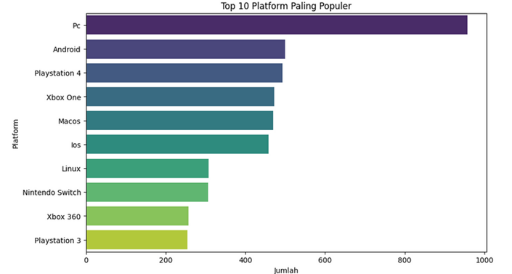 Top 10 Platform Paling Populer
Platform
Pc
Android
Playstation 4
Xbox One
Macos
Ios
Linux
Nintendo Switch
Xbox 360
Playstation 3
0 200 400 600 800 1000
Jumlah